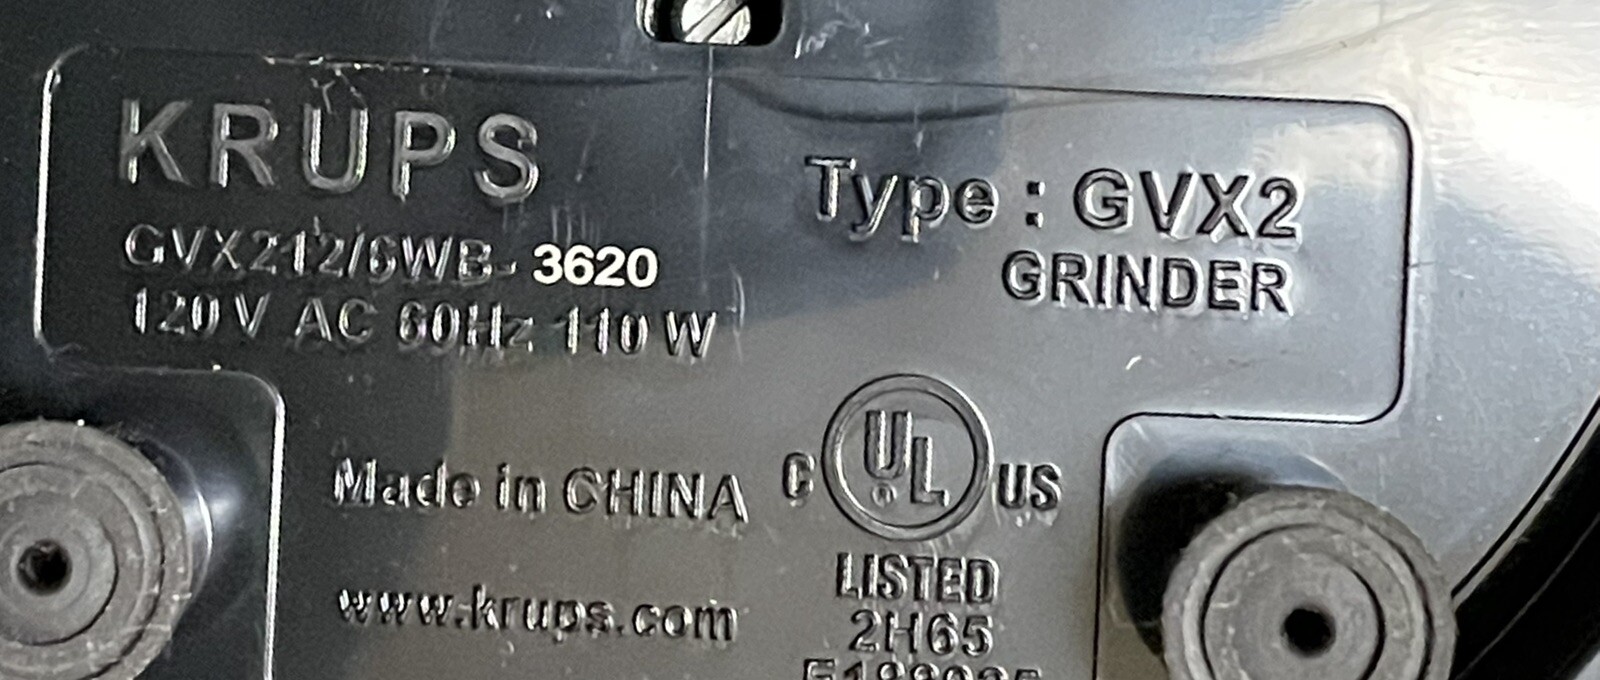 KRUPS
GVX212/6WB- 3620
120 V AC 60Hz 110 W
Type : GVX2
GRINDER
Made in CHINA
C UL US
LISTED
2H65
www.krups.com